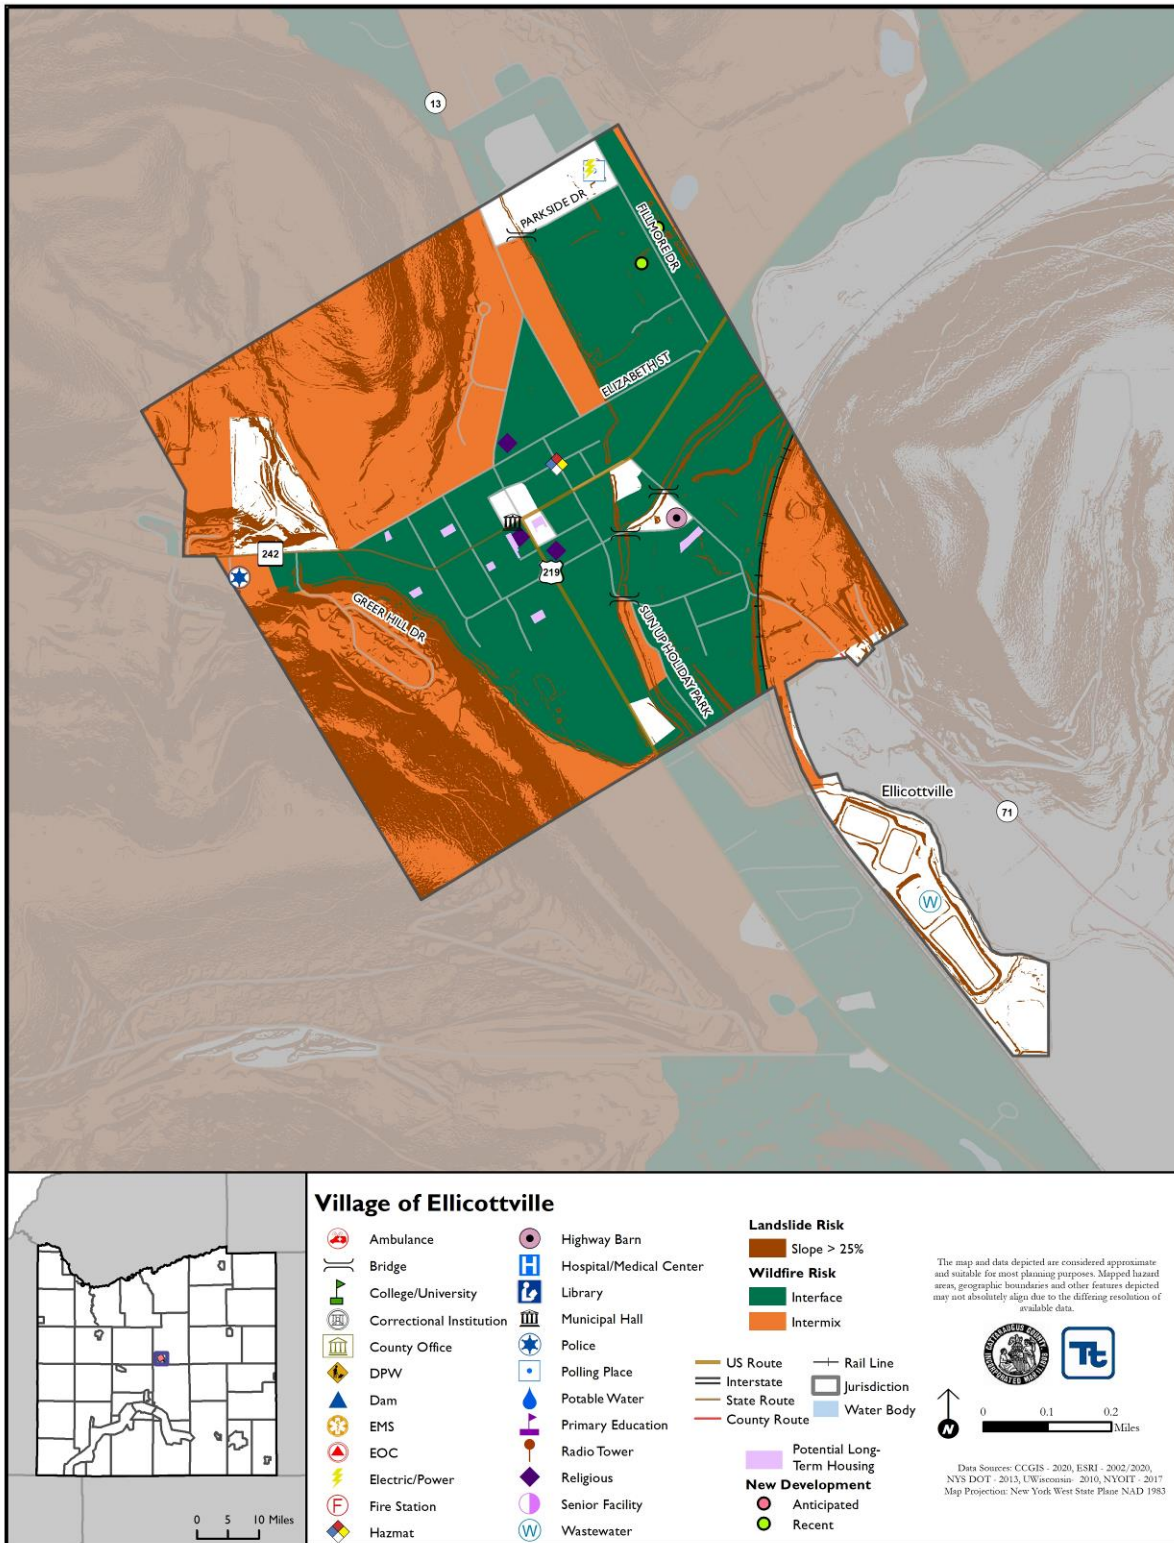 13
PARKSIDE DR
FILLMORE DR
ELIZABETH ST
242
219
GREER HILL DR
SUN UP HOLIDAY PARK
Ellicottville
71
W
Village of Ellicottville
Ambulance
Bridge
College/University
Correctional Institution
County Office
DPW
Dam
EMS
EOC
Electric/Power
F
Fire Station
Hazmat
Highway Barn
H
Hospital/Medical Center
Library
Municipal Hall
Police
Polling Place
Potable Water
Primary Education
Radio Tower
Religious
Senior Facility
W
Wastewater
Landslide Risk
Slope > 25%
Wildfire Risk
Interface
Intermix
US Route
Interstate
State Route
County Route
Rail Line
Jurisdiction
Water Body
Potential Long-
Term Housing
New Development
Anticipated
Recent
The map and data depicted are considered approximate
and suitable for most planning purposes. Mapped hazard
areas, geographic boundaries and other features depicted
may not absolutely align due to the differing resolution of
available data.
Tt
N
0 0.1 0.2
Miles
Data Sources: CCGIS - 2020, ESRI - 2002/2020,
NYS DOT - 2013, UWisconsin- 2010, NYOIT - 2017
Map Projection: New York West State Plane NAD 1983
0 5 10 Miles